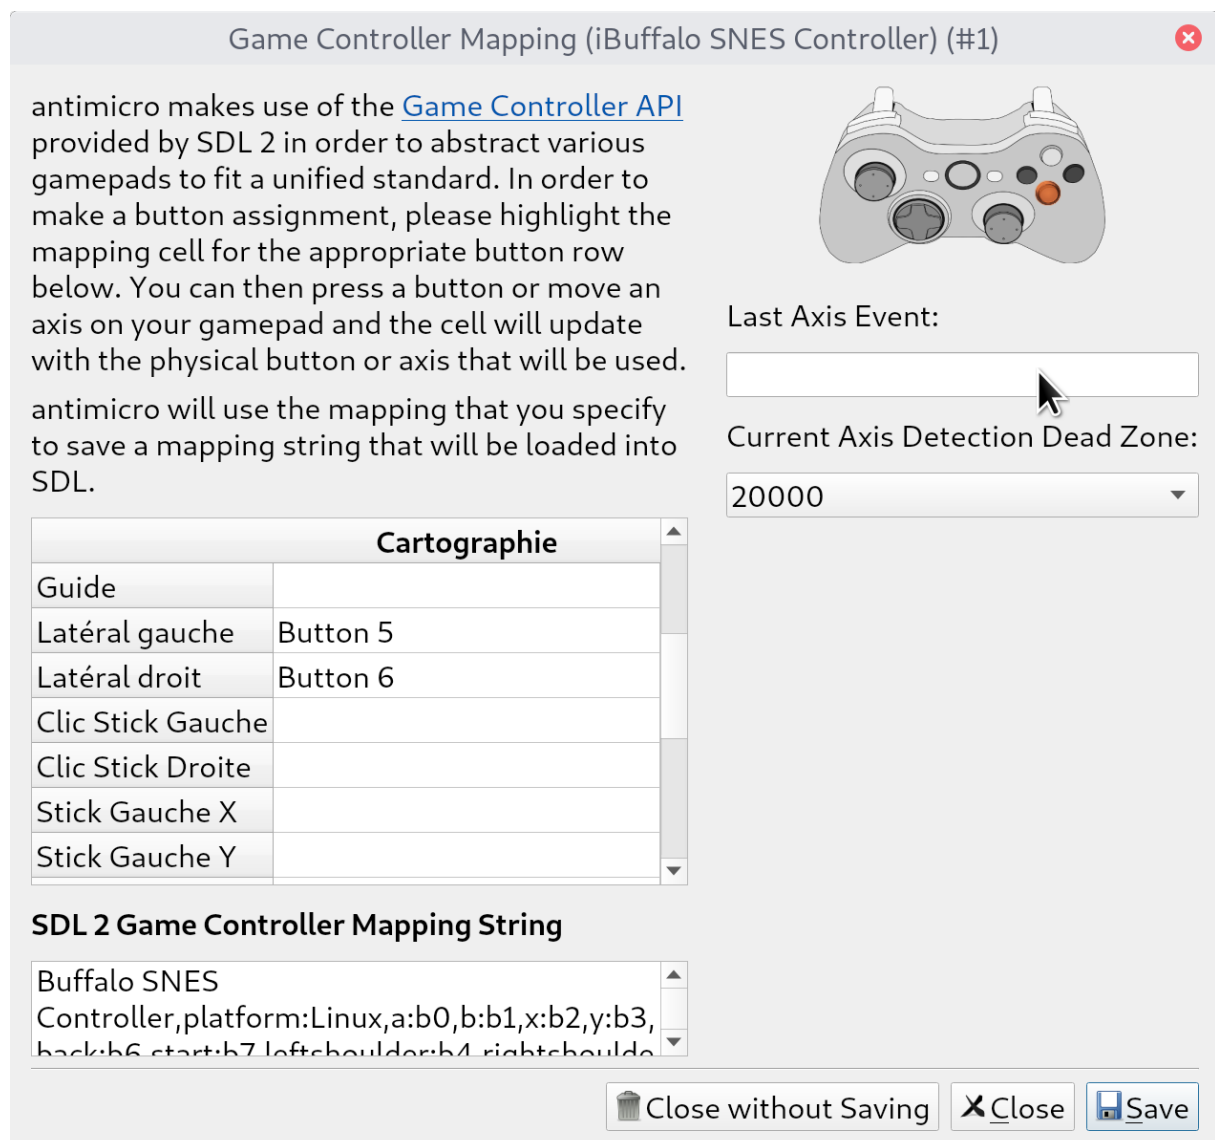 Game Controller Mapping (iBuffalo SNES Controller) (#1)
antimicro makes use of the Game Controller API
provided by SDL 2 in order to abstract various
gamepads to fit a unified standard. In order to
make a button assignment, please highlight the
mapping cell for the appropriate button row
below. You can then press a button or move an
axis on your gamepad and the cell will update
with the physical button or axis that will be used.
antimicro will use the mapping that you specify
to save a mapping string that will be loaded into
SDL.
Last Axis Event:
Current Axis Detection Dead Zone:
20000
Cartographie
Guide
Latéral gauche Button 5
Latéral droit Button 6
Clic Stick Gauche
Clic Stick Droite
Stick Gauche X
Stick Gauche Y
SDL 2 Game Controller Mapping String
Buffalo SNES
Controller,platform:Linux,a:b0,b:b1,x:b2,y:b3,
back:b6,start:b7,leftshoulder:b4,rightshoulde
Close without Saving
Close
Save